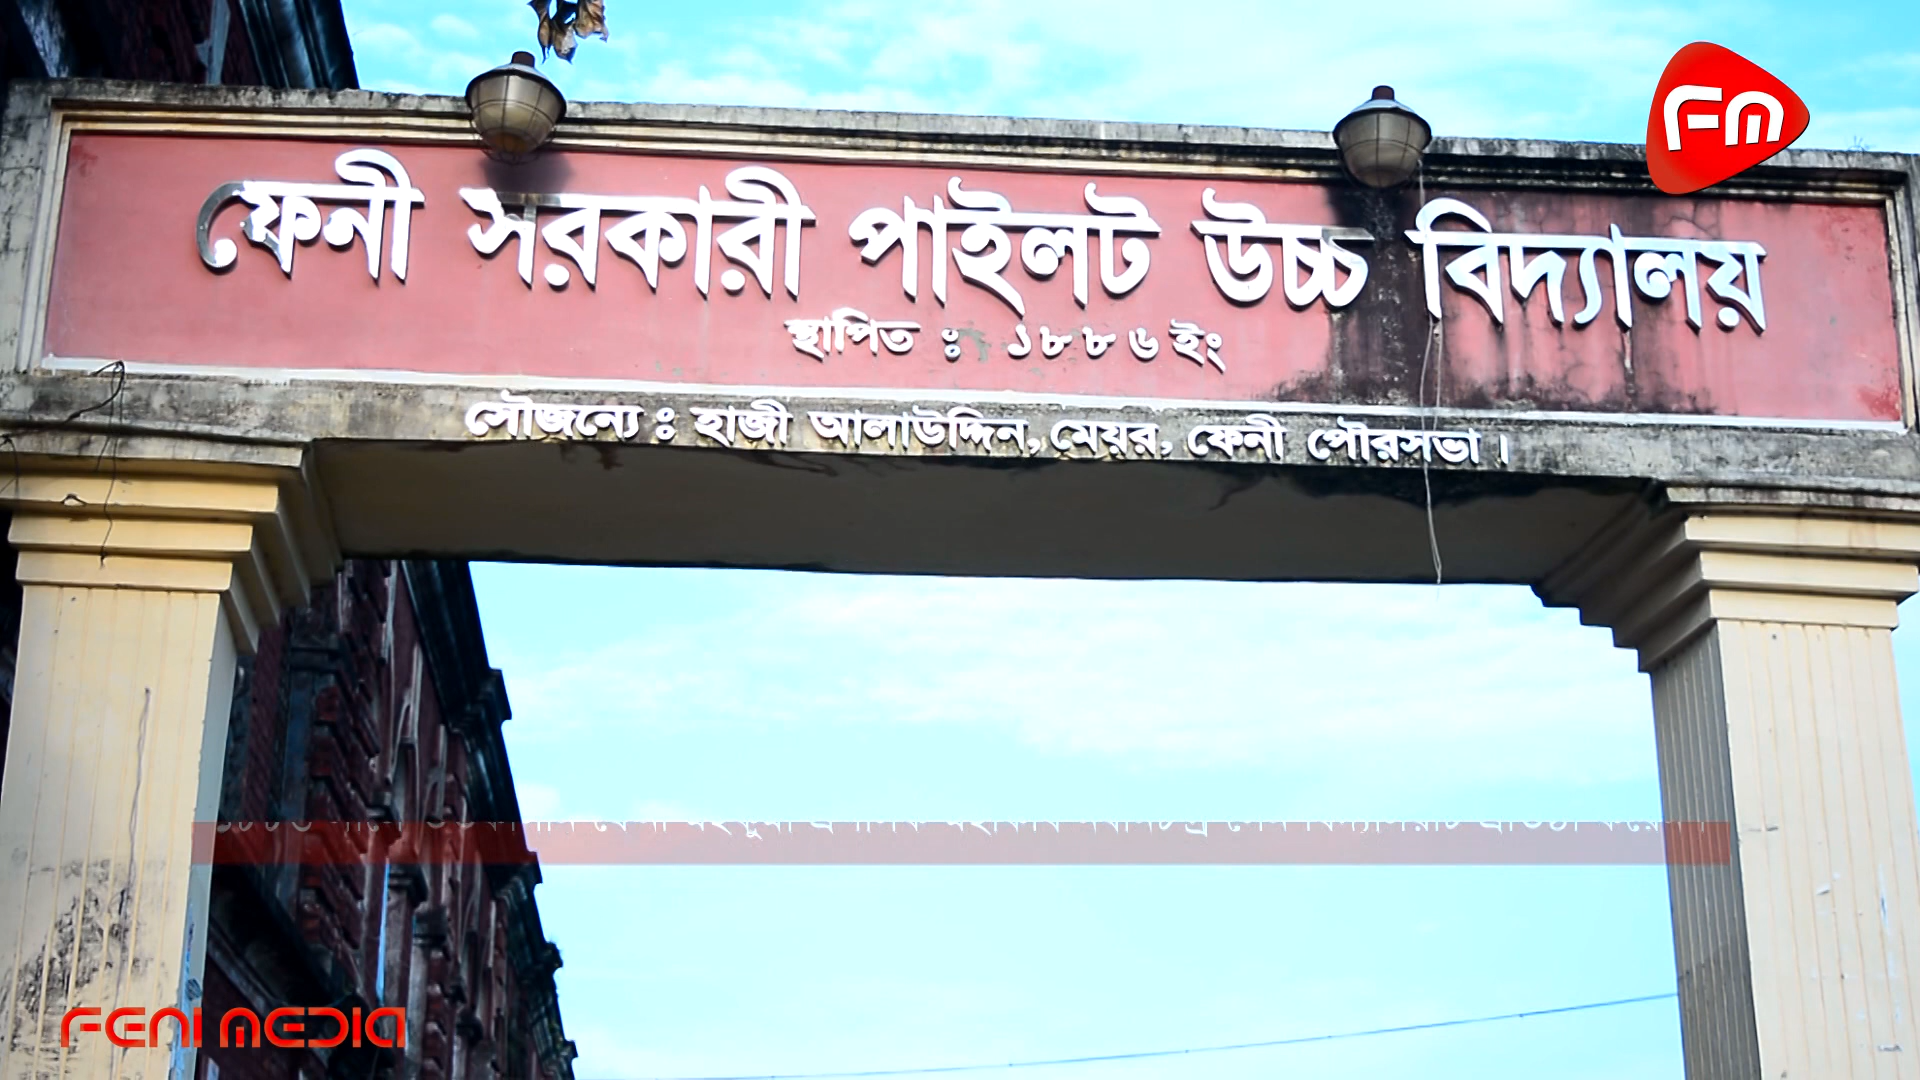 FM
ফেনী সরকারী পাইলট উচ্চ বিদ্যালয়
স্থাপিত ঃ ১৮৮৬ ইং
সৌজন্যে ঃ হাজী আলাউদ্দিন, মেয়র, ফেনী পৌরসভা ।
FENI MEDIA